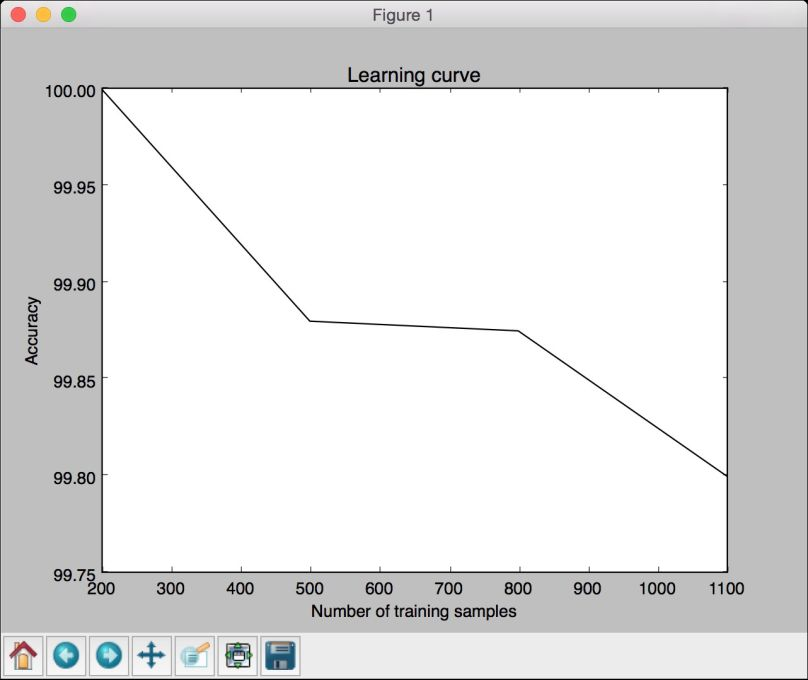 Figure 1
Learning curve
100.00
99.95
99.90
99.85
99.80
99.75
Accuracy
200 300 400 500 600 700 800 900 1000 1100
Number of training samples